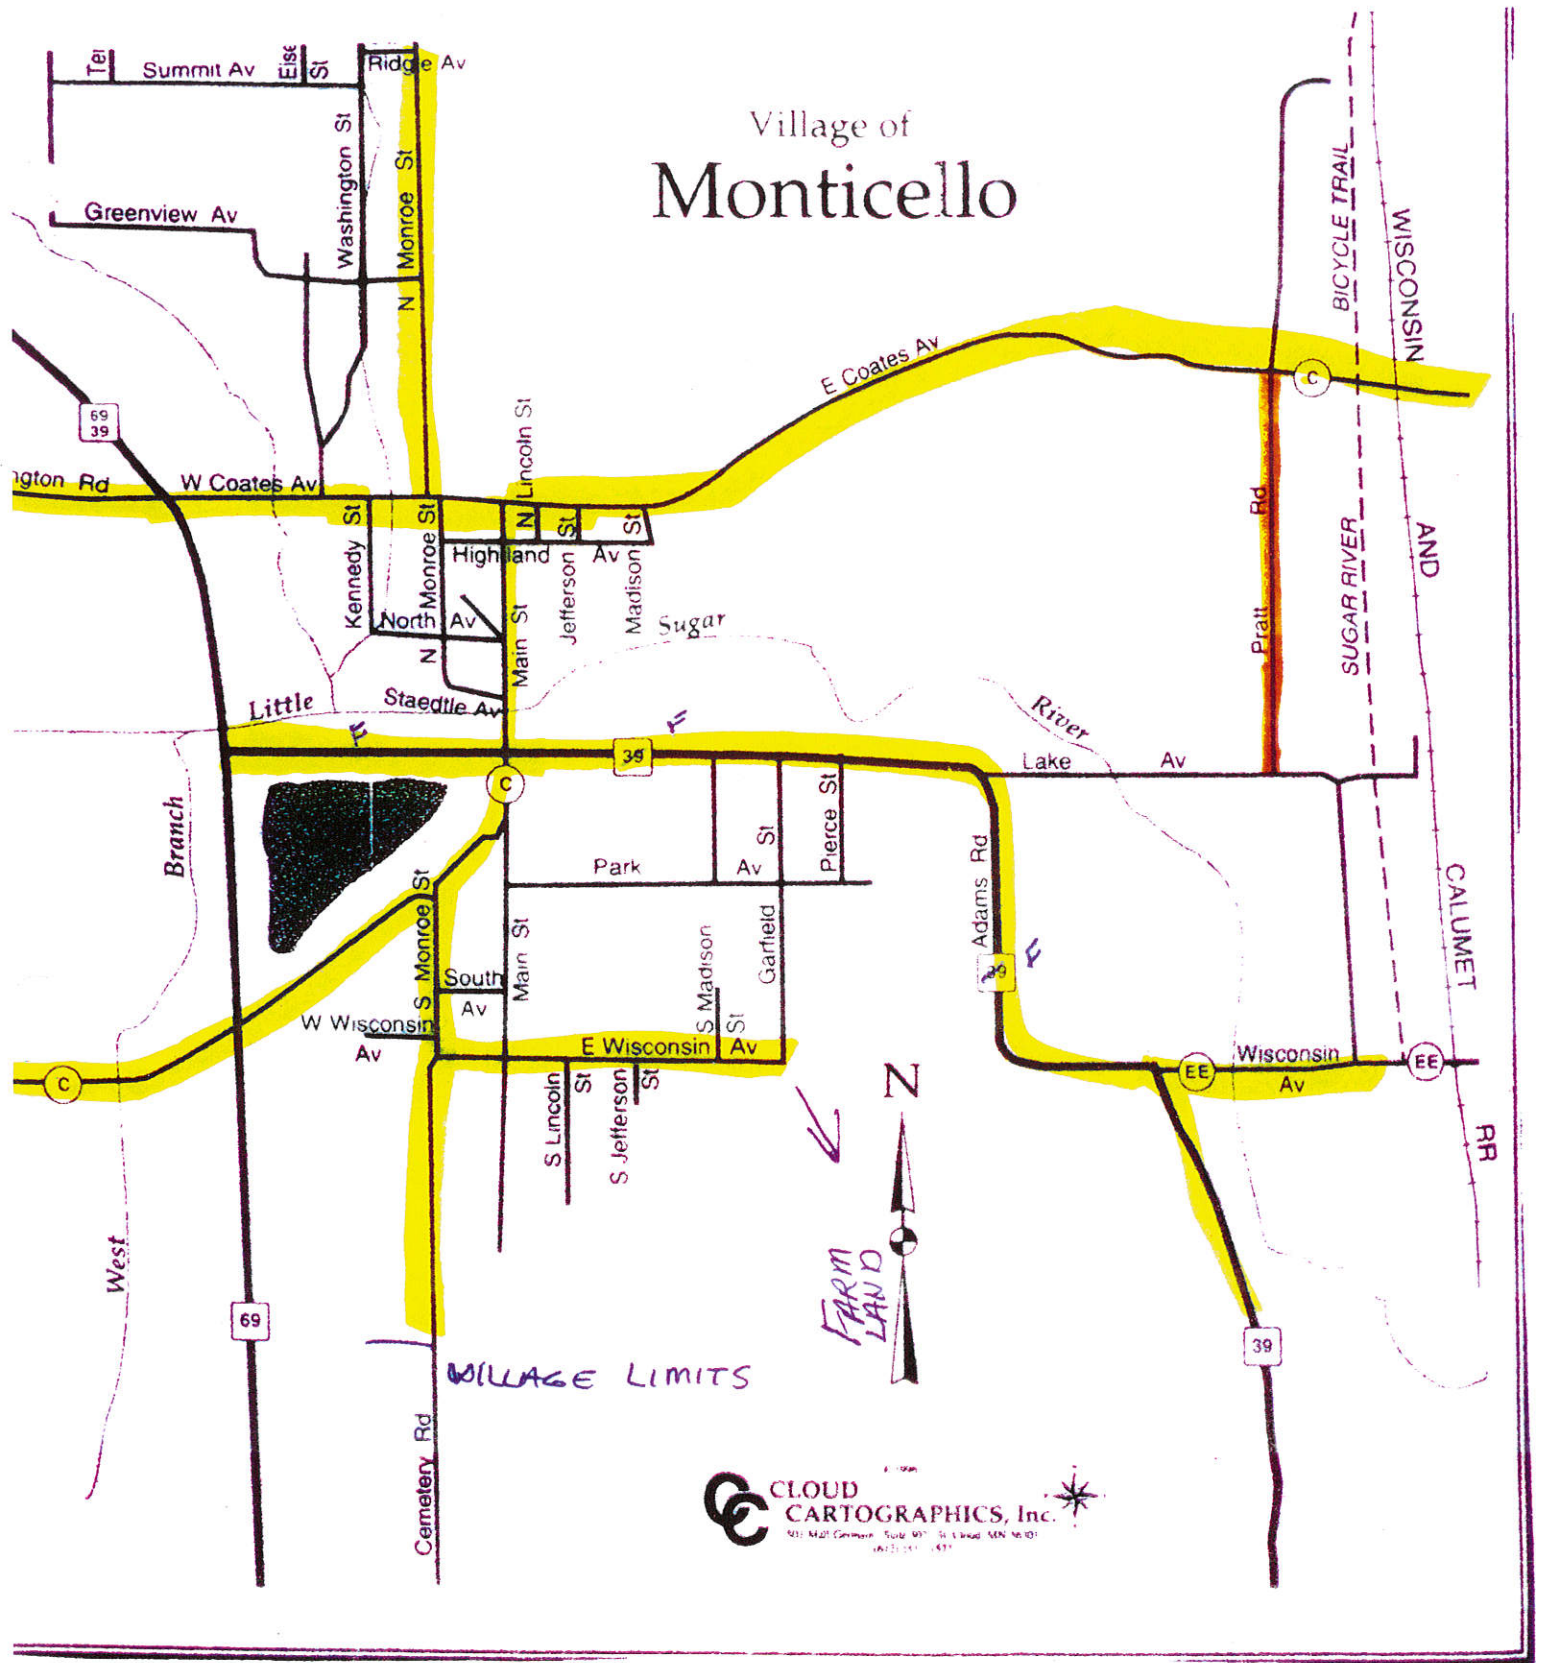 Ter
Summit Av
Eise
St
Ridge Av
Village of
Monticello
Washington St
N Monroe St
Greenview Av
BICYCLE TRAIL
WISCONSIN
E Coates Av
C
69
39
ngton Rd
W Coates Av
N Lincoln St
Kennedy St
N Monroe St
Highland Av
Jefferson St
Madison St
Pratt Rd
SUGAR RIVER
AND
North Av
Main St
Sugar
Little
Staedtle Av
River
F
F
39
C
Lake Av
Branch
Park Av
St
Pierce St
Adams Rd
CALUMET
S Monroe St
Main St
Garfield
S Madison
St
39
F
South
Av
W Wisconsin
Av
E Wisconsin Av
C
S Lincoln
St
S Jefferson
St
N
EE
Wisconsin
Av
EE
RR
West
FARM
LAND
69
39
VILLAGE LIMITS
Cemetery Rd
CC
CLOUD
CARTOGRAPHICS, Inc.